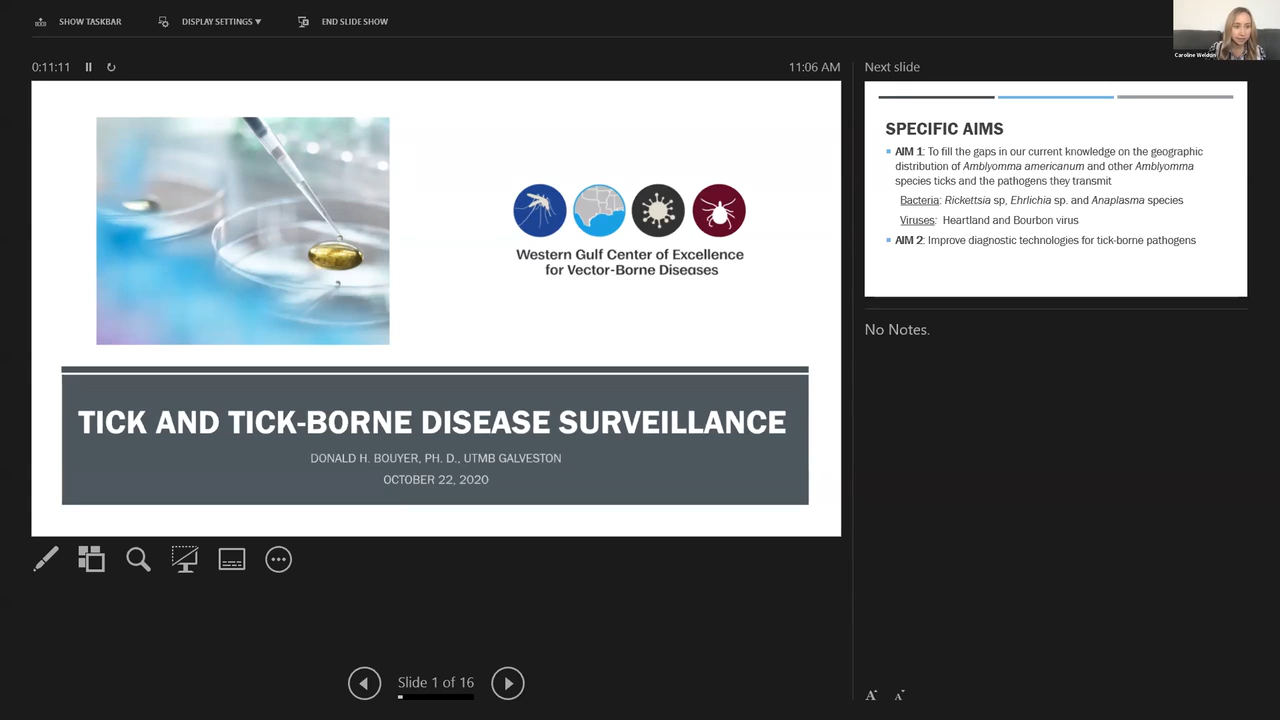 SHOW TASKBAR
DISPLAY SETTINGS ▼
END SLIDE SHOW
Caroline Weldon
0:11:11
11:06 AM
Next slide
Western Gulf Center of Excellence
for Vector-Borne Diseases
TICK AND TICK-BORNE DISEASE SURVEILLANCE
DONALD H. BOUYER, PH. D., UTMB GALVESTON
OCTOBER 22, 2020
SPECIFIC AIMS
AIM 1: To fill the gaps in our current knowledge on the geographic
distribution of Amblyomma americanum and other Amblyomma
species ticks and the pathogens they transmit
Bacteria: Rickettsia sp, Ehrlichia sp. and Anaplasma species
Viruses: Heartland and Bourbon virus
AIM 2: Improve diagnostic technologies for tick-borne pathogens
No Notes.
Slide 1 of 16
A A